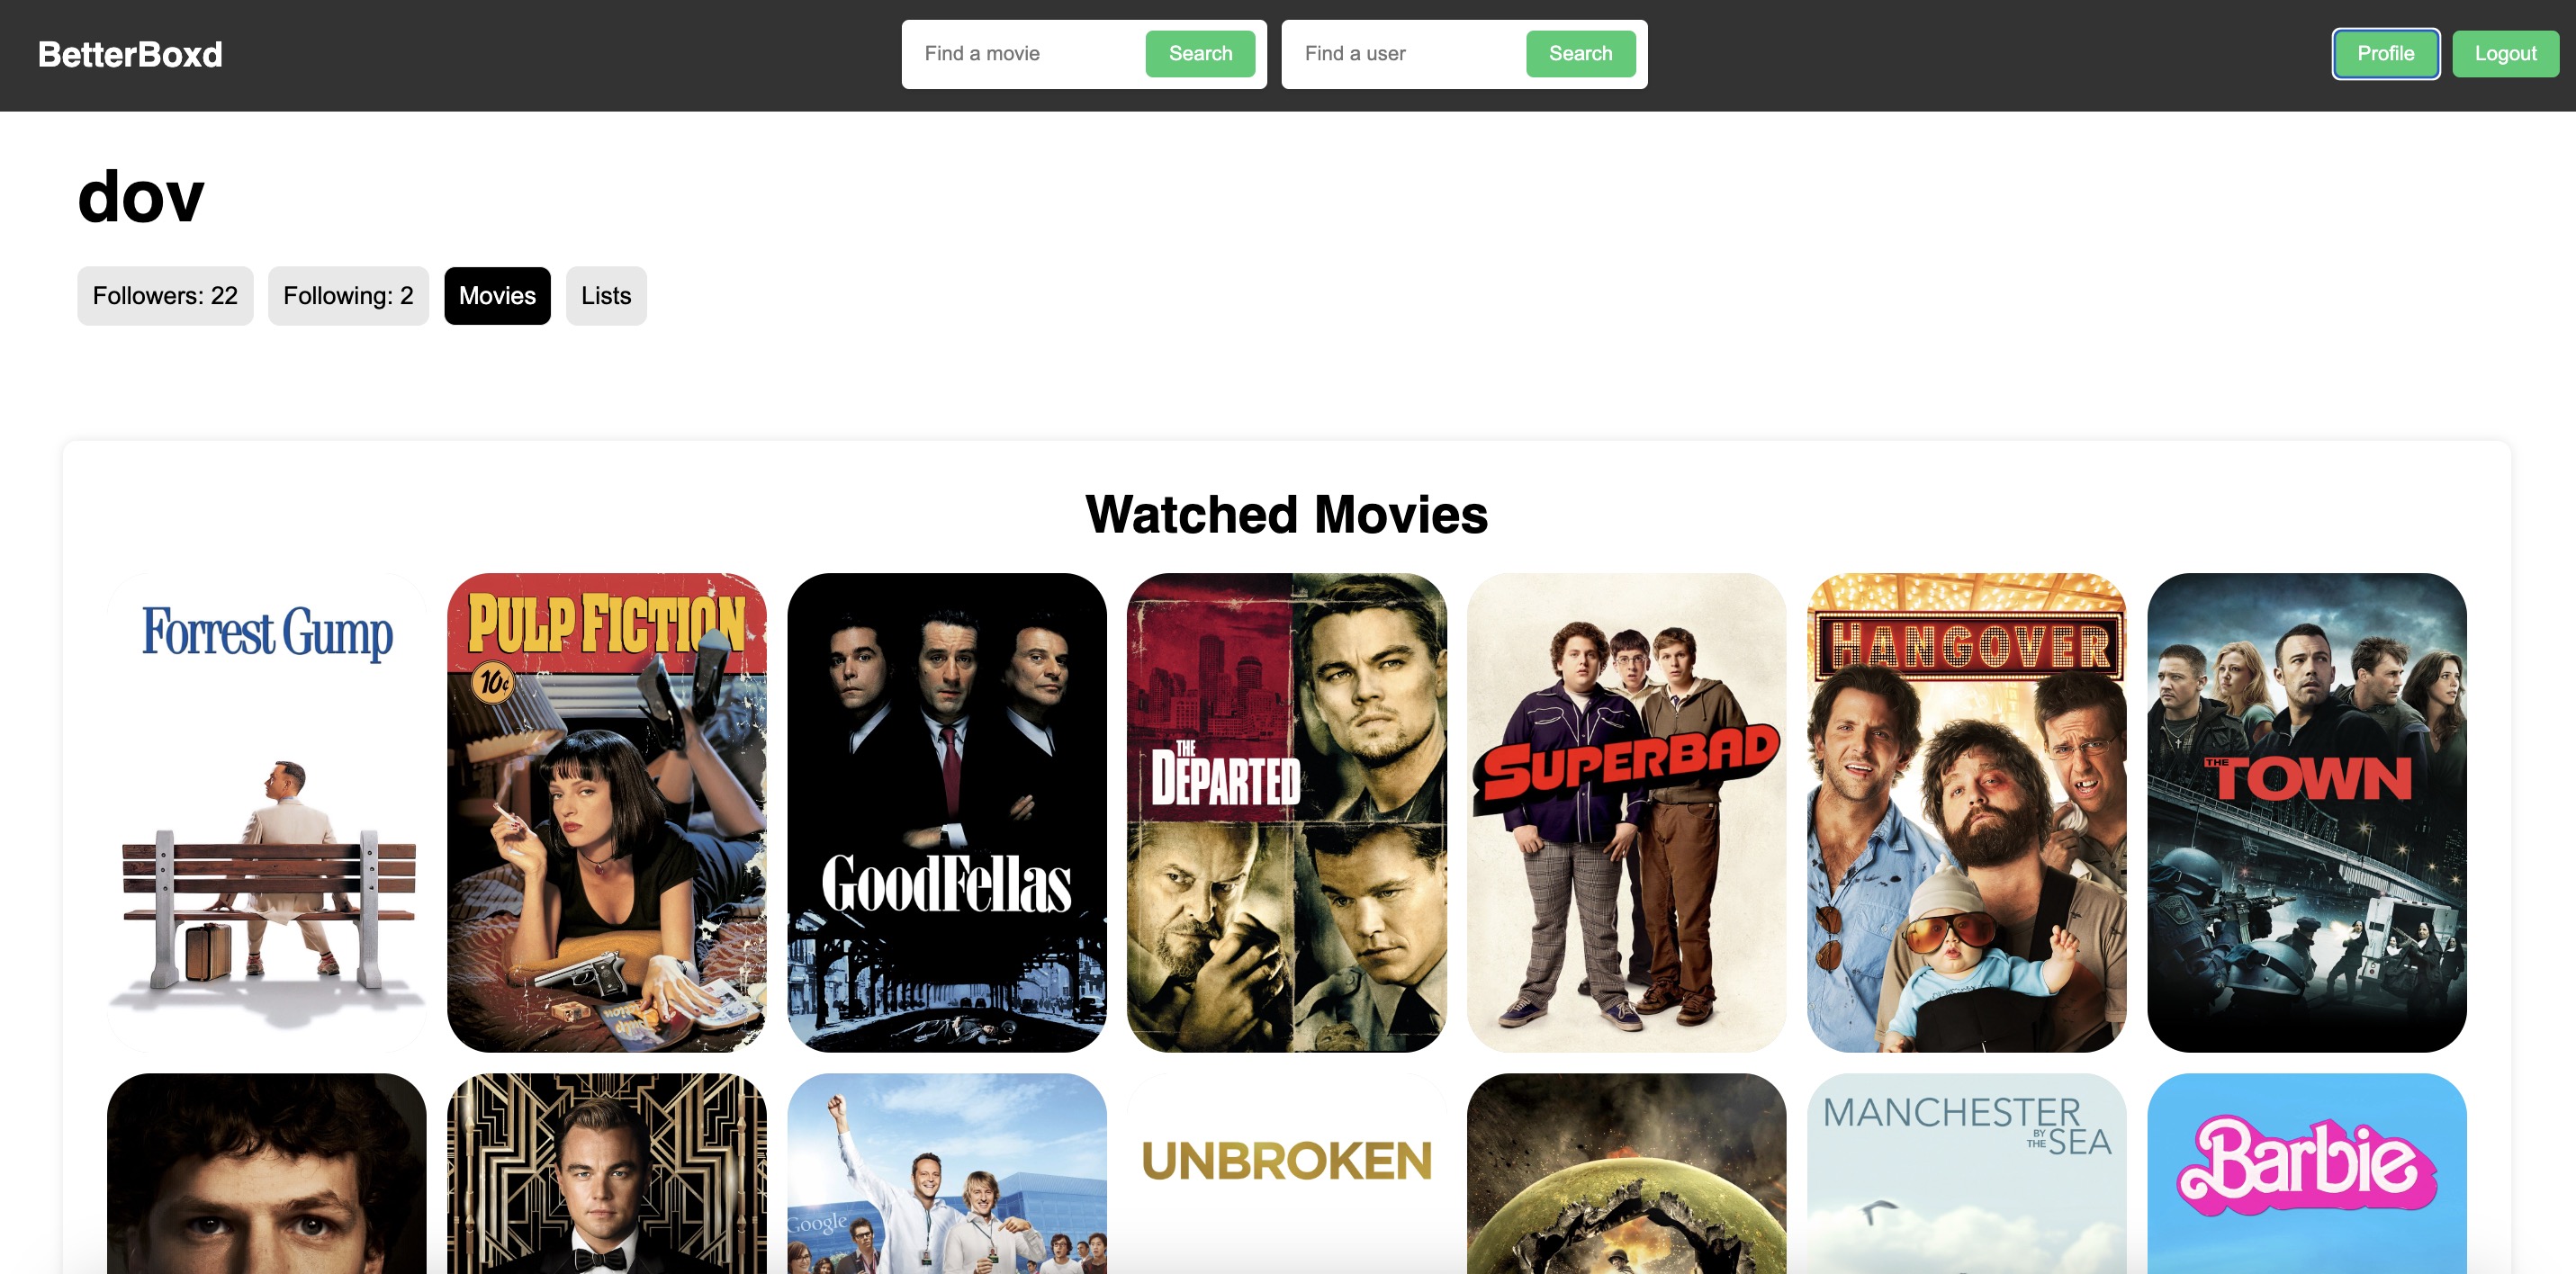 BetterBoxd
Find a movie
Search
Find a user
Search
Profile
Logout
dov
Followers: 22
Following: 2
Movies
Lists
Watched Movies
Forrest Gump
PULP FICTION
10¢
GOODFELLAS
THE
DEPARTED
SUPERBAD
HANGOVER
THE
TOWN
Google
UNBROKEN
MANCHESTER
BY
THE SEA
Barbie